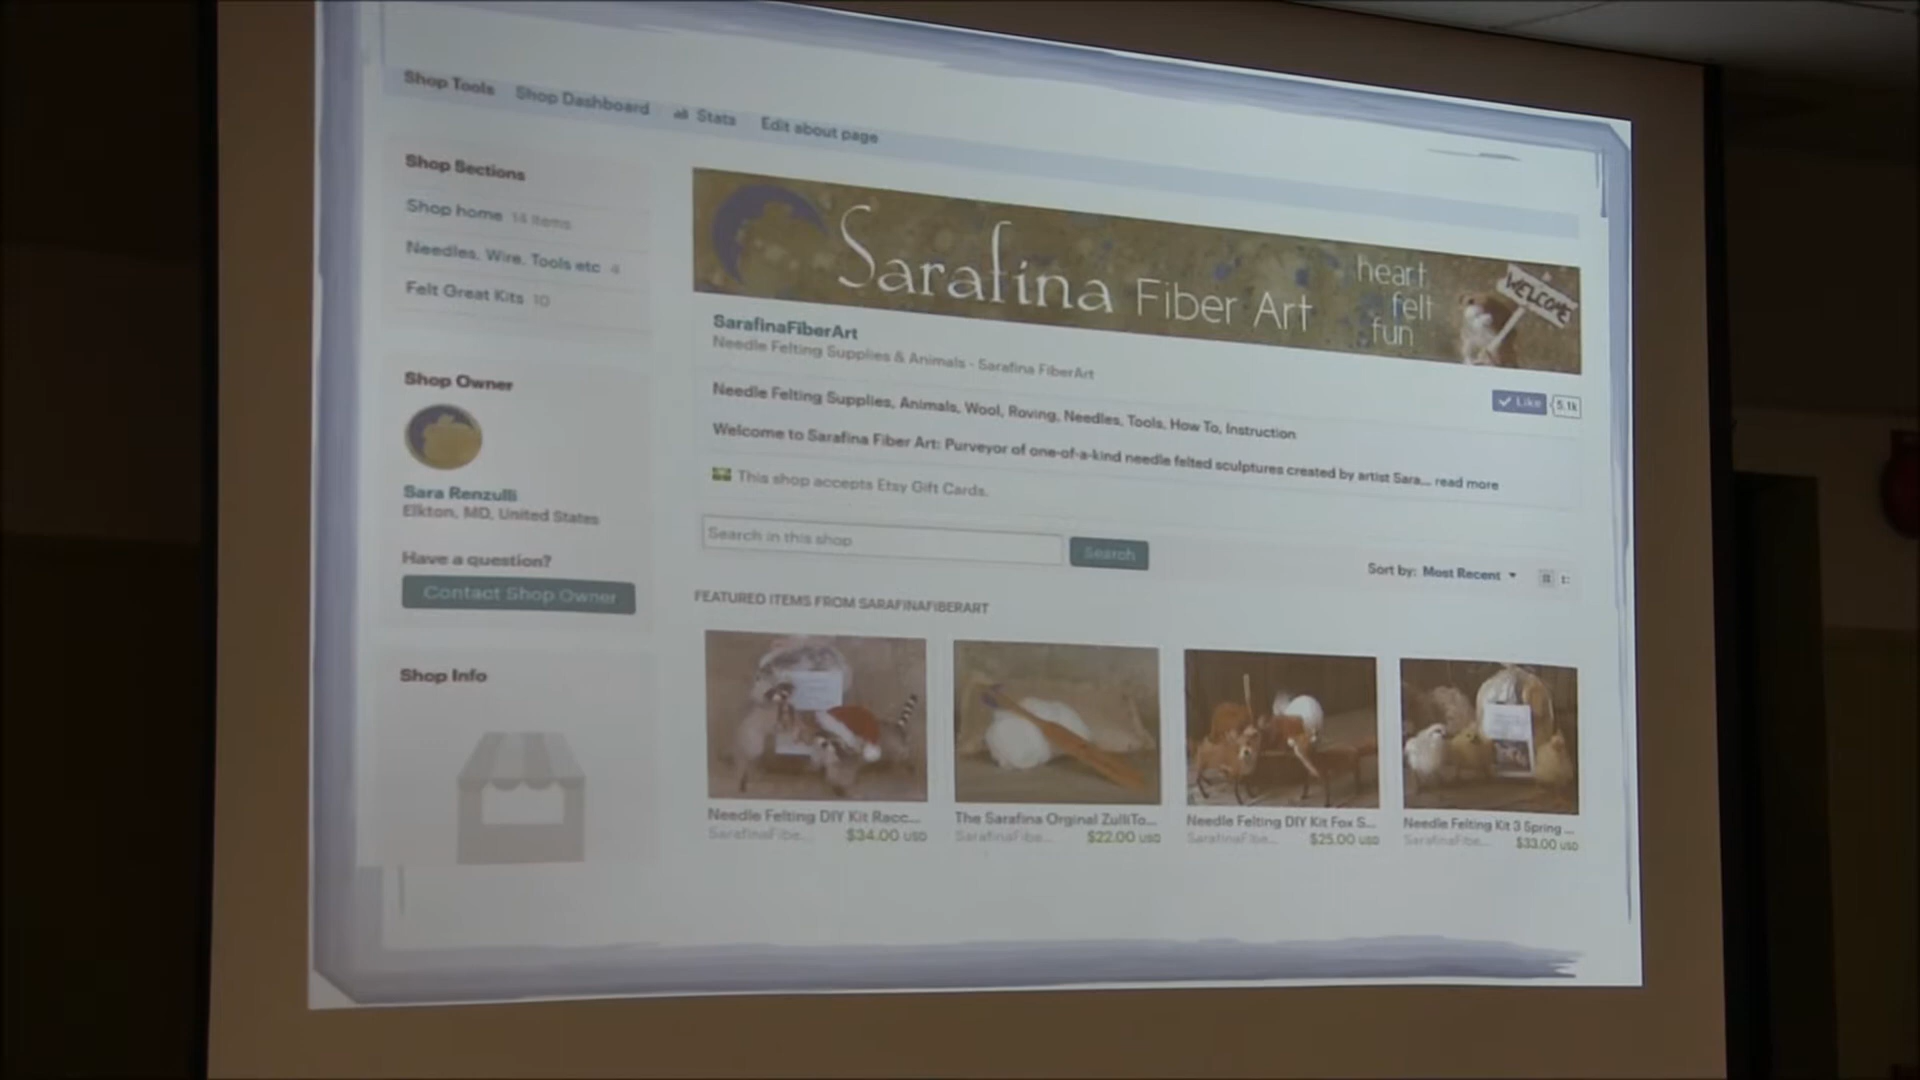 Shop Tools Shop Dashboard Stats Edit about page
Shop Sections
Shop home 14 items
Needles, Wire, Tools etc 4
Felt Great Kits 10
Shop Owner
Sara Renzulli
Elkton, MD, United States
Have a question?
Contact Shop Owner
Shop Info
Sarafina Fiber Art
heart
felt
fun
WELCOME
SarafinaFiberArt
Needle Felting Supplies & Animals - Sarafina FiberArt
Like 5.1k
Needle Felting Supplies, Animals, Wool, Roving, Needles, Tools, How To, Instruction
Welcome to Sarafina Fiber Art: Purveyor of one-of-a-kind needle felted sculptures created by artist Sara... read more
This shop accepts Etsy Gift Cards.
Search in this shop Search
Sort by: Most Recent
FEATURED ITEMS FROM SARAFINAFIBERART
Needle Felting DIY Kit Racc...
SarafinaFibe... $34.00 USD
The Sarafina Orginal ZulliTo...
SarafinaFibe... $22.00 USD
Needle Felting DIY Kit Fox S...
SarafinaFibe... $25.00 USD
Needle Felting Kit 3 Spring ...
SarafinaFibe... $33.00 USD